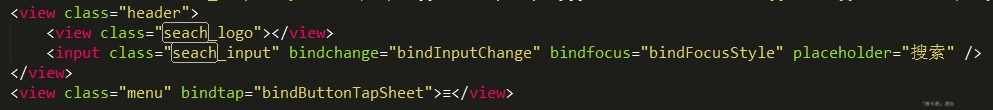 <view class="header">
<view class="seach_logo"></view>
<input class="seach_input" bindchange="bindInputChange" bindfocus="bindFocusStyle" placeholder="搜索" />
</view>
<view class="menu" bindtap="bindButtonTapSheet">≡</view>